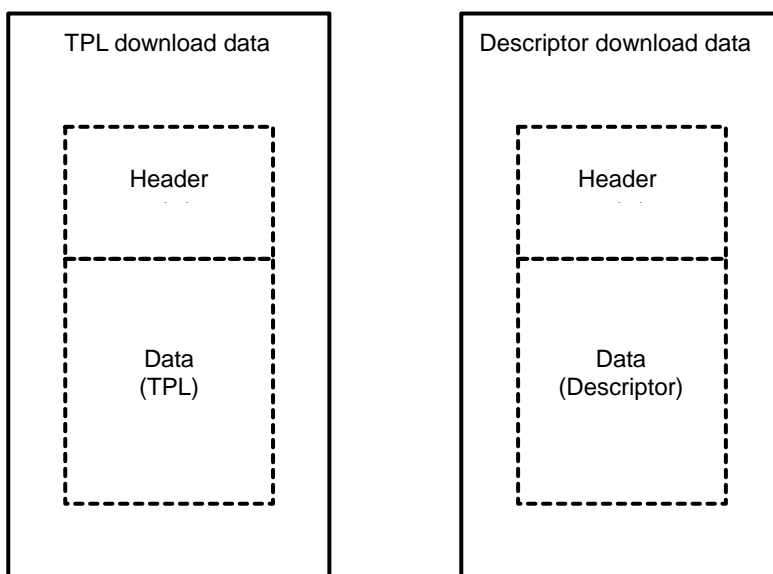 TPL download data
Header
Data
(TPL)
Descriptor download data
Header
Data
(Descriptor)